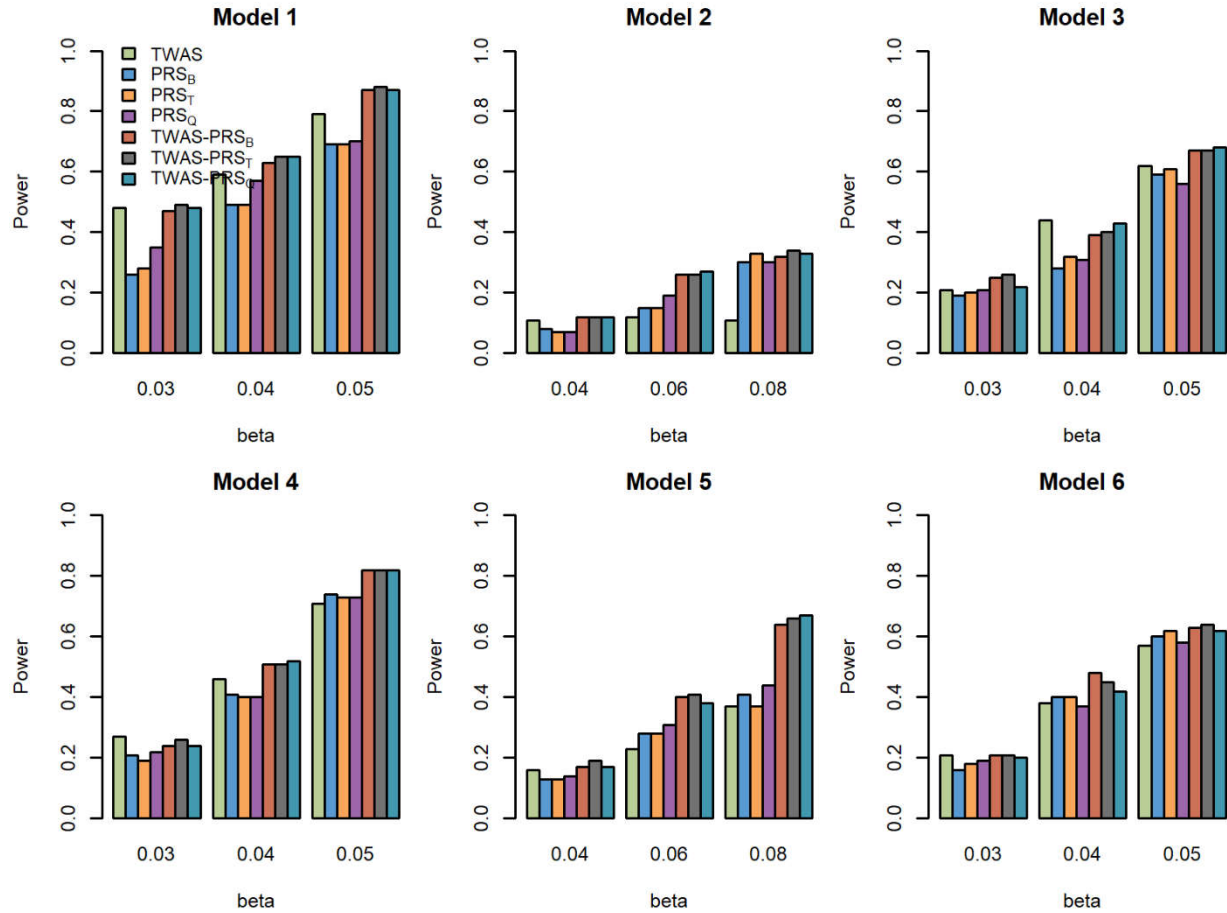 Model 1
Power
0.0 0.2 0.4 0.6 0.8 1.0
TWAS
PRS_B
PRS_T
PRS_Q
TWAS-PRS_B
TWAS-PRS_T
TWAS-PRS_Q
0.03 0.04 0.05
beta
Model 2
Power
0.0 0.2 0.4 0.6 0.8 1.0
0.04 0.06 0.08
beta
Model 3
Power
0.0 0.2 0.4 0.6 0.8 1.0
0.03 0.04 0.05
beta
Model 4
Power
0.0 0.2 0.4 0.6 0.8 1.0
0.03 0.04 0.05
beta
Model 5
Power
0.0 0.2 0.4 0.6 0.8 1.0
0.04 0.06 0.08
beta
Model 6
Power
0.0 0.2 0.4 0.6 0.8 1.0
0.03 0.04 0.05
beta